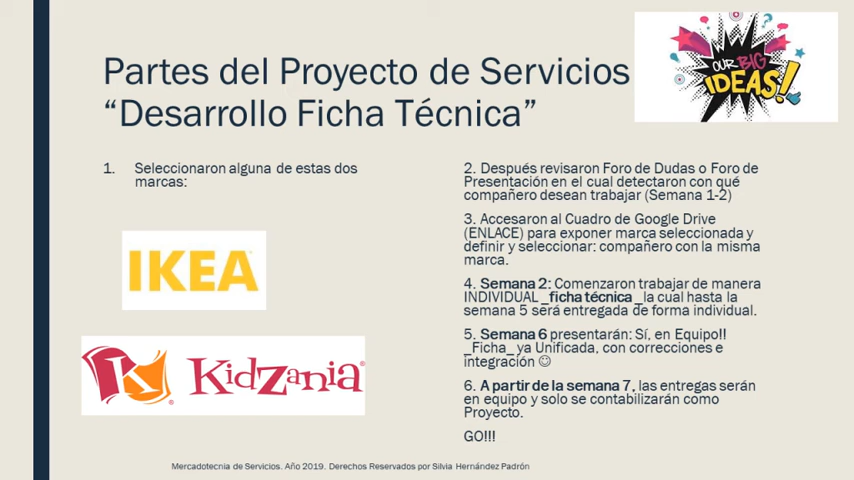 Partes del Proyecto de Servicios
“Desarrollo Ficha Técnica”
OUR BIG
IDEAS!
1. Seleccionaron alguna de estas dos
marcas:
IKEA
KidZania®
2. Después revisaron Foro de Dudas o Foro de
Presentación en el cual detectaron con qué
compañero desean trabajar (Semana 1-2)
3. Accesaron al Cuadro de Google Drive
(ENLACE) para exponer marca seleccionada y
definir y seleccionar: compañero con la misma
marca.
4. Semana 2: Comenzaron trabajar de manera
INDIVIDUAL _ficha técnica_ la cual hasta la
semana 5 será entregada de forma individual.
5. Semana 6 presentarán: Sí, en Equipo!!
_Ficha_ ya Unificada, con correcciones e
integración ☺
6. A partir de la semana 7, las entregas serán
en equipo y solo se contabilizarán como
Proyecto.
GO!!!
Mercadotecnia de Servicios. Año 2019. Derechos Reservados por Silvia Hernández Padrón